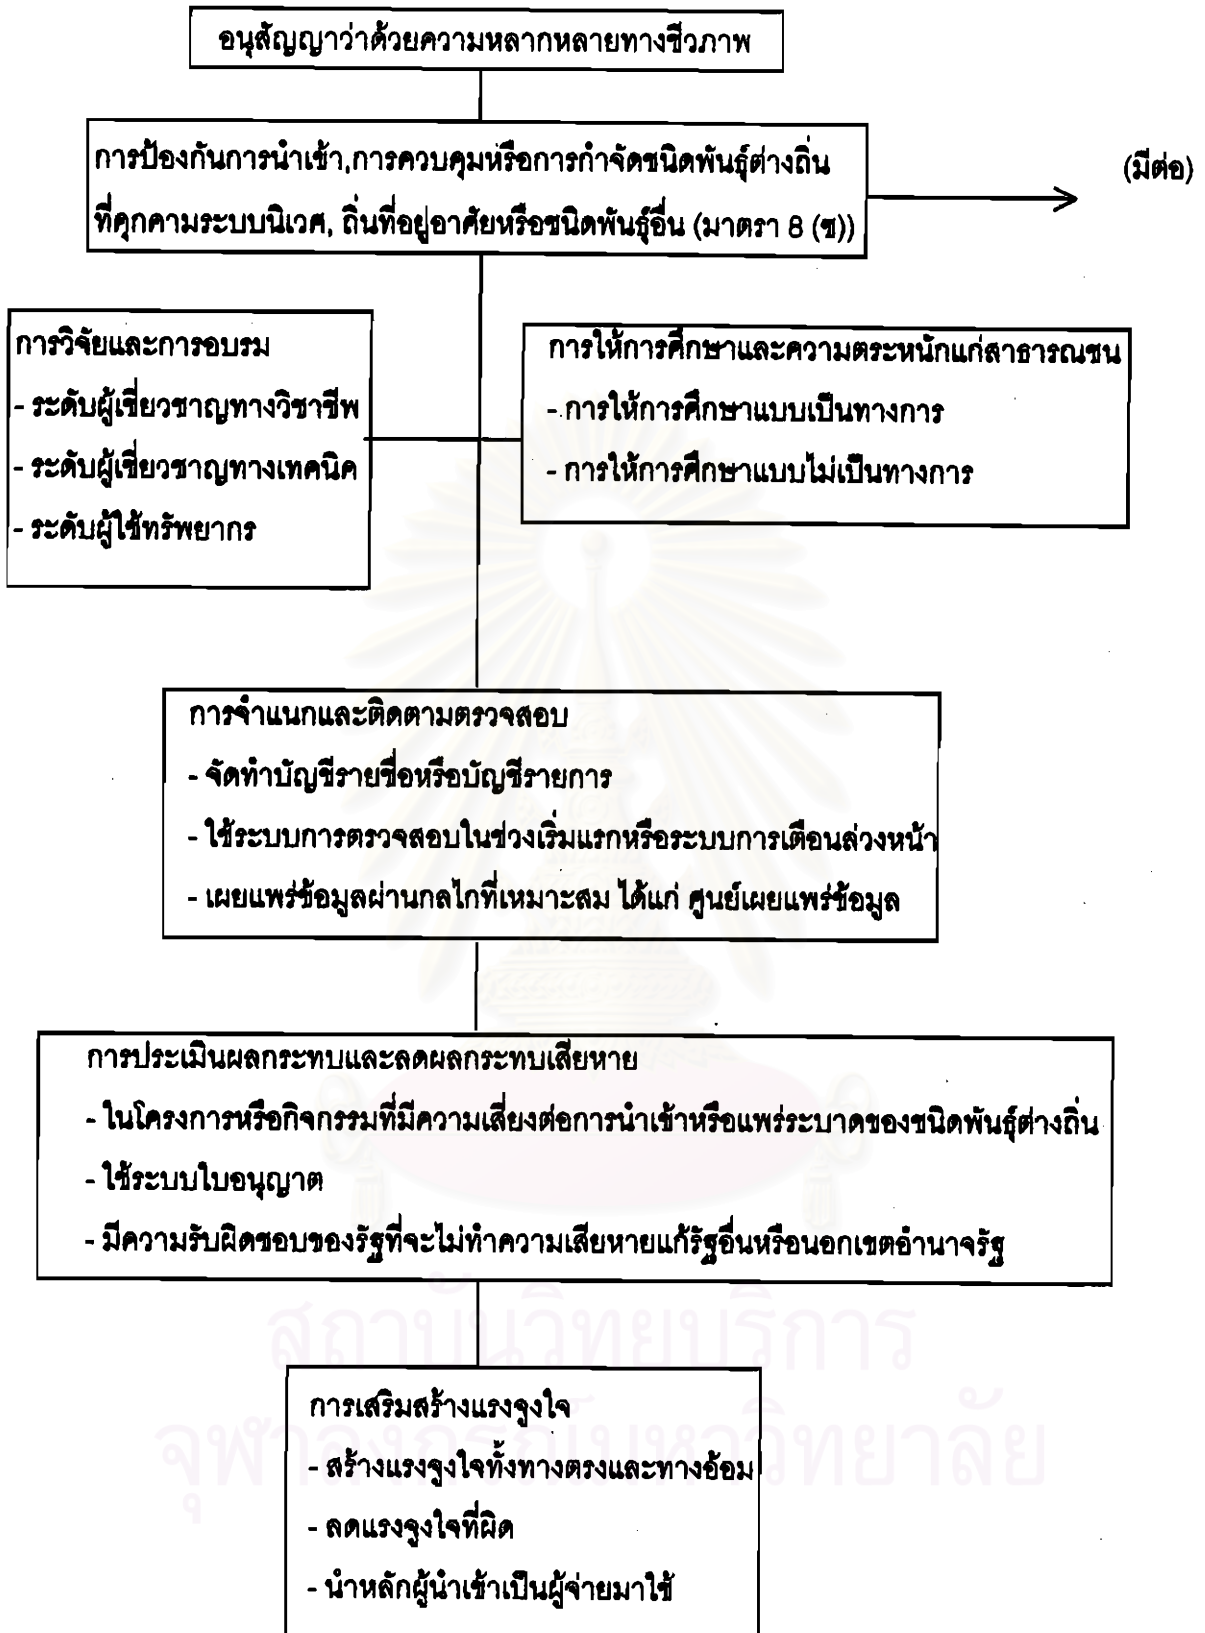 อนุสัญญาว่าด้วยความหลากหลายทางชีวภาพ
การป้องกันการนำเข้า,การควบคุมหรือการกำจัดชนิดพันธุ์ต่างถิ่น
ที่คุกคามระบบนิเวศ, ถิ่นที่อยู่อาศัยหรือชนิดพันธุ์อื่น (มาตรา 8 (ซ))
(มีต่อ)
การวิจัยและการอบรม
- ระดับผู้เชี่ยวชาญทางวิชาชีพ
- ระดับผู้เชี่ยวชาญทางเทคนิค
- ระดับผู้ใช้ทรัพยากร
การให้การศึกษาและความตระหนักแก่สาธารณชน
- การให้การศึกษาแบบเป็นทางการ
- การให้การศึกษาแบบไม่เป็นทางการ
การจำแนกและติดตามตรวจสอบ
- จัดทำบัญชีรายชื่อหรือบัญชีรายการ
- ใช้ระบบการตรวจสอบในช่วงเริ่มแรกหรือระบบการเตือนล่วงหน้า
- เผยแพร่ข้อมูลผ่านกลไกที่เหมาะสม ได้แก่ ศูนย์เผยแพร่ข้อมูล
การประเมินผลกระทบและลดผลกระทบเสียหาย
- ในโครงการหรือกิจกรรมที่มีความเสี่ยงต่อการนำเข้าหรือแพร่ระบาดของชนิดพันธุ์ต่างถิ่น
- ใช้ระบบใบอนุญาต
- มีความรับผิดชอบของรัฐที่จะไม่ทำความเสียหายแก้รัฐอื่นหรือนอกเขตอำนาจรัฐ
การเสริมสร้างแรงจูงใจ
- สร้างแรงจูงใจทั้งทางตรงและทางอ้อม
- ลดแรงจูงใจที่ผิด
- นำหลักผู้นำเข้าเป็นผู้จ่ายมาใช้
สถาบันวิทยบริการ
จุฬาลงกรณ์มหาวิทยาลัย